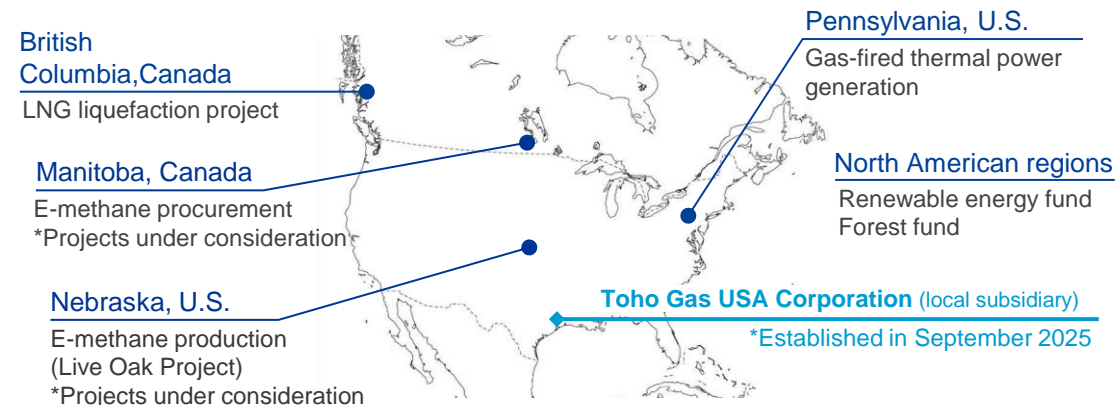 British
Columbia,Canada
LNG liquefaction project
Manitoba, Canada
E-methane procurement
*Projects under consideration
Nebraska, U.S.
E-methane production
(Live Oak Project)
*Projects under consideration
Pennsylvania, U.S.
Gas-fired thermal power
generation
North American regions
Renewable energy fund
Forest fund
Toho Gas USA Corporation (local subsidiary)
*Established in September 2025